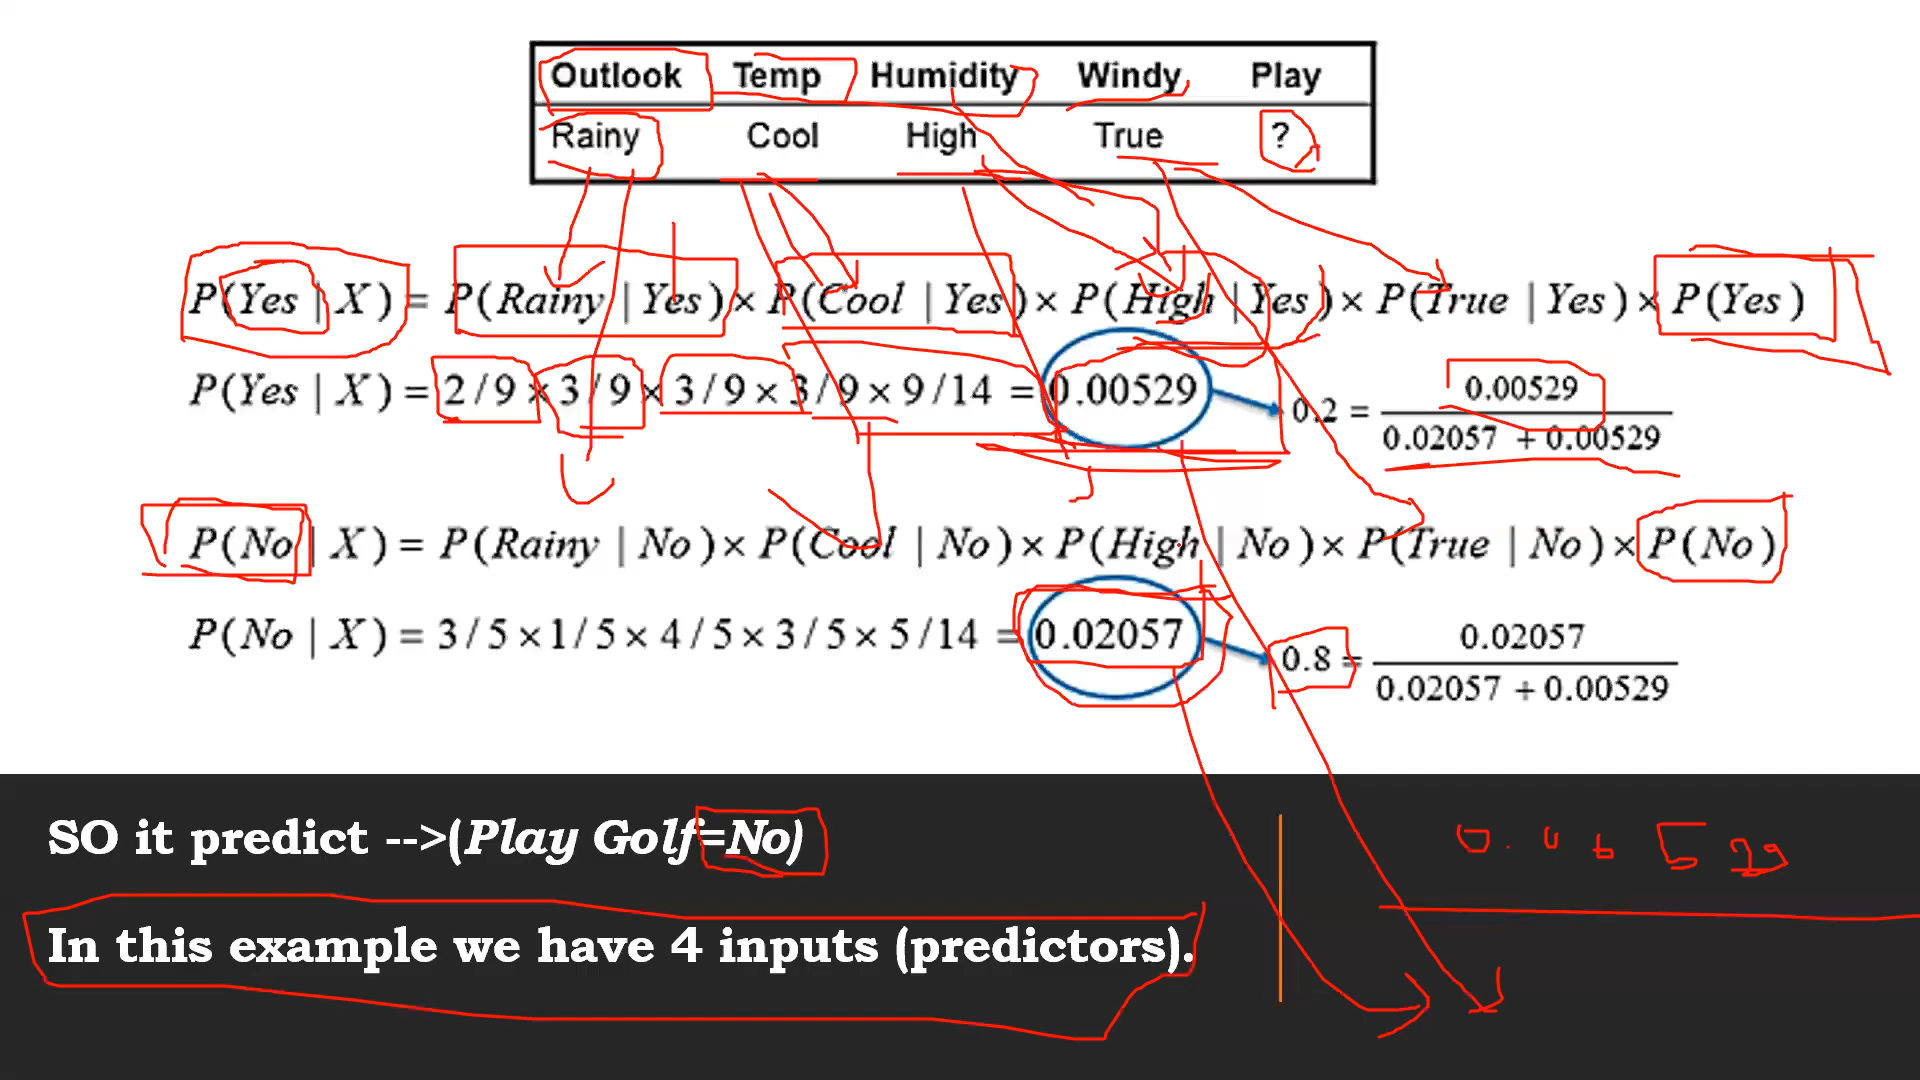 Outlook Temp Humidity Windy Play
Rainy Cool High True ?
P(Yes | X) = P(Rainy | Yes)× P(Cool | Yes)× P(High | Yes)× P(True | Yes)× P(Yes)
P(Yes | X) = 2/9 × 3/9 × 3/9 × 3/9 × 9/14 = 0.00529
0.2 = 0.00529
0.02057 + 0.00529
P(No | X) = P(Rainy | No)× P(Cool | No)× P(High | No)× P(True | No)× P(No)
P(No | X) = 3/5 × 1/5 × 4/5 × 3/5 × 5/14 = 0.02057
0.8 = 0.02057
0.02057 + 0.00529
SO it predict -->(Play Golf=No)
In this example we have 4 inputs (predictors).